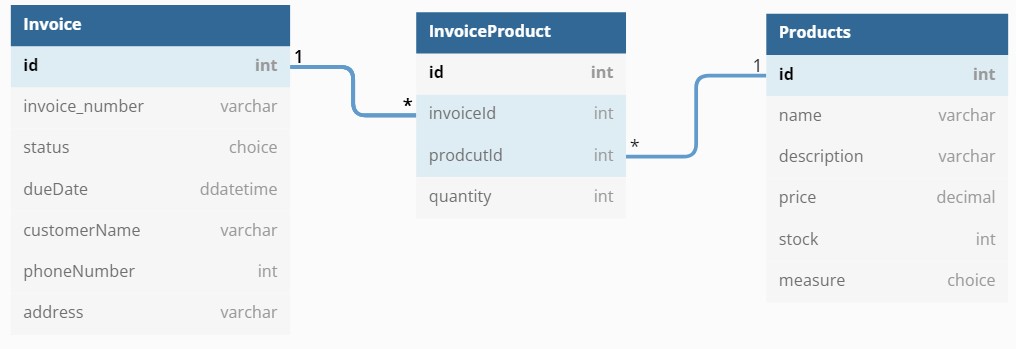 Invoice
id int
invoice_number varchar
status choice
dueDate ddatetime
customerName varchar
phoneNumber int
address varchar
1
*
InvoiceProduct
id int
invoiceId int
prodcutId int
quantity int
*
1
Products
id int
name varchar
description varchar
price decimal
stock int
measure choice